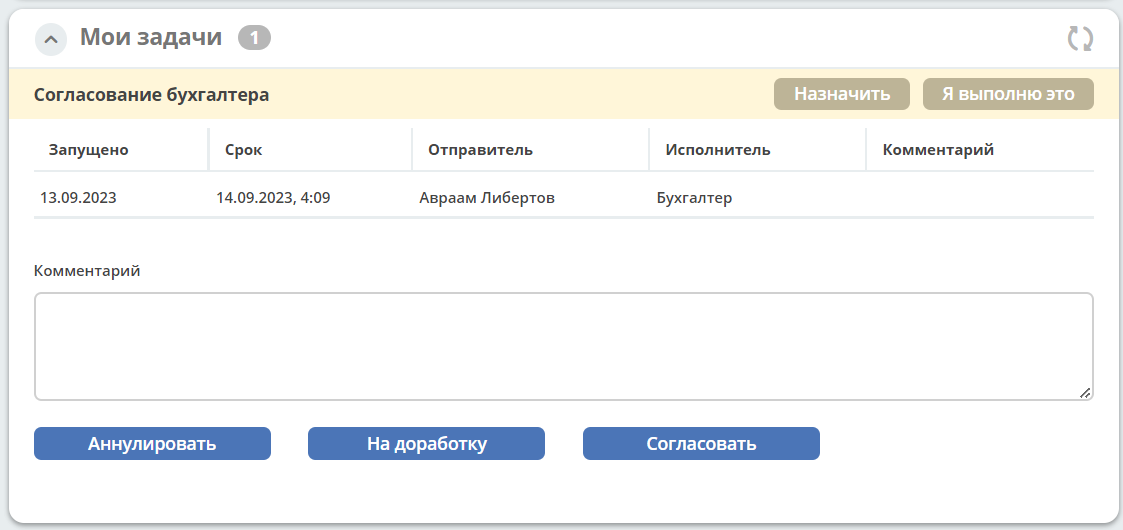 Мои задачи 1
Согласование бухгалтера Назначить Я выполню это
Запущено Срок Отправитель Исполнитель Комментарий
13.09.2023 14.09.2023, 4:09 Авраам Либертов Бухгалтер
Комментарий
Аннулировать На доработку Согласовать